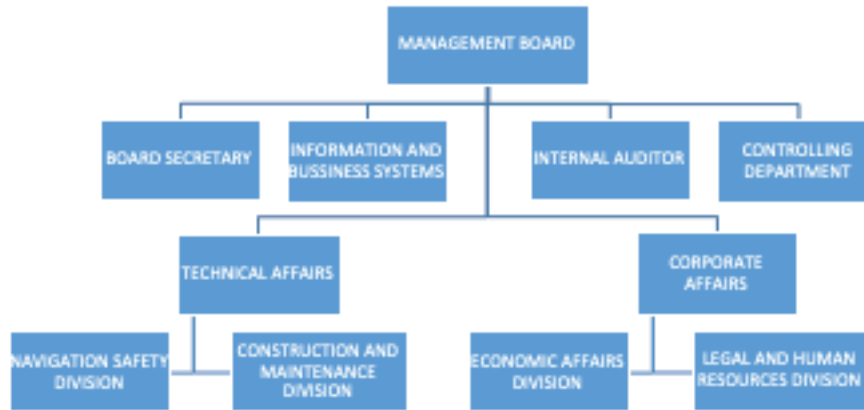 MANAGEMENT BOARD
BOARD SECRETARY
INFORMATION AND
BUSSINESS SYSTEMS
INTERNAL AUDITOR
CONTROLLING
DEPARTMENT
TECHNICAL AFFAIRS
CORPORATE
AFFAIRS
NAVIGATION SAFETY
DIVISION
CONSTRUCTION AND
MAINTENANCE
DIVISION
ECONOMIC AFFAIRS
DIVISION
LEGAL AND HUMAN
RESOURCES DIVISION